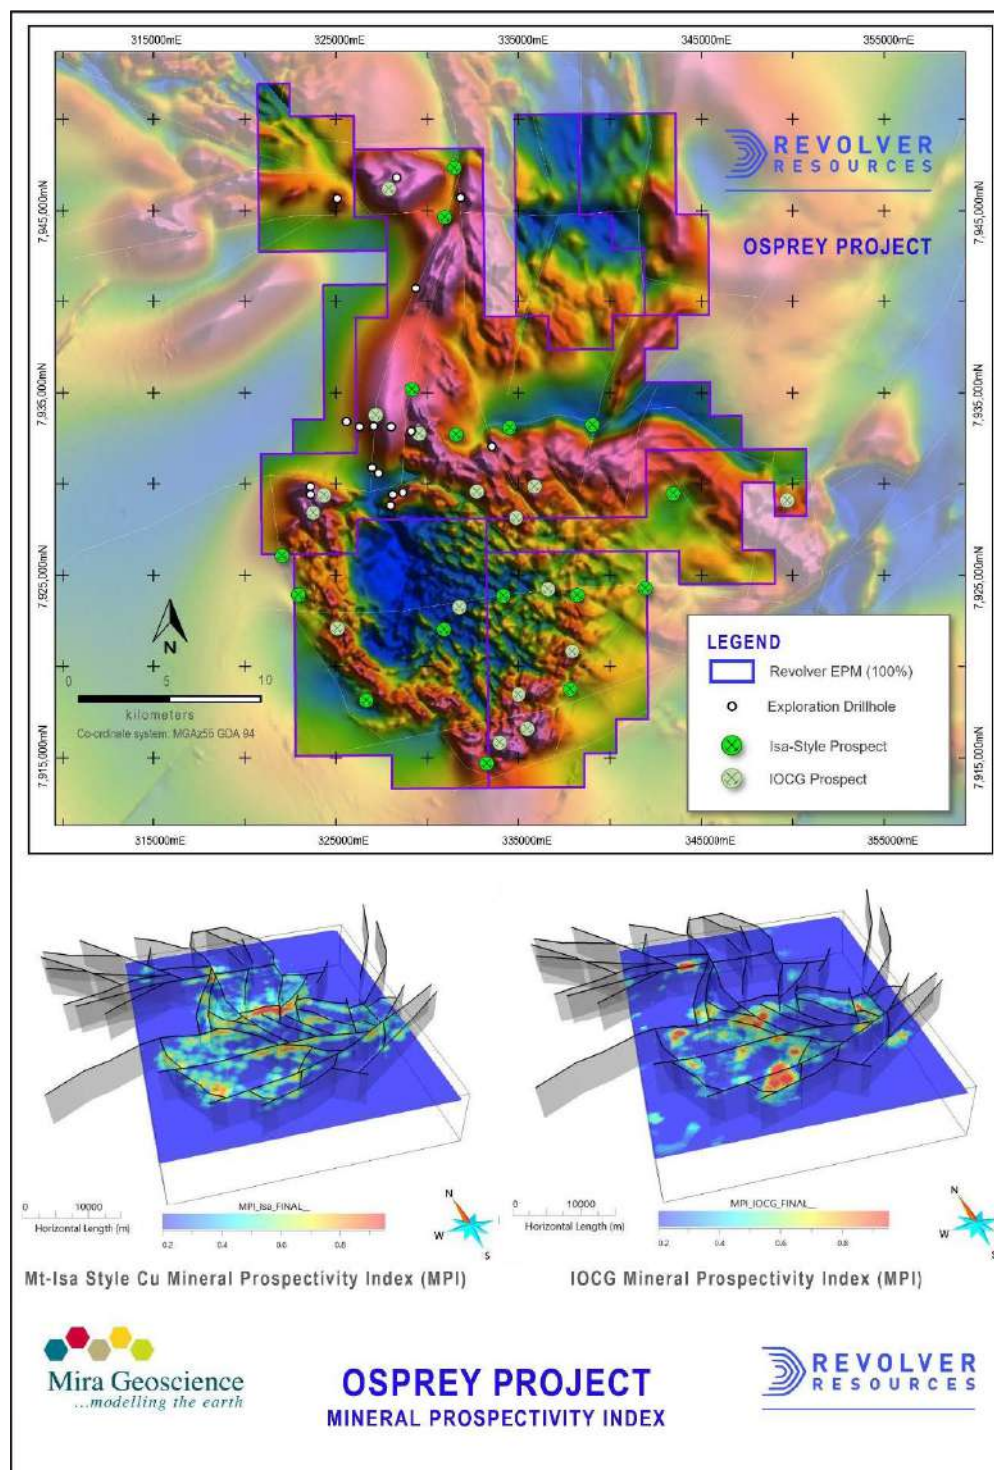 315000mE 325000mE 335000mE 345000mE 355000mE
7,945,000mN 7,945,000mN
7,935,000mN 7,935,000mN
7,925,000mN 7,925,000mN
7,915,000mN 7,915,000mN
REVOLVER
RESOURCES
OSPREY PROJECT
N
0 5 10
kilometers
Co-ordinate system: MGAz56 GDA 94
LEGEND
Revolver EPM (100%)
Exploration Drillhole
Isa-Style Prospect
IOCG Prospect
315000mE 325000mE 335000mE 345000mE 355000mE
0 10000
Horizontal Length (m)
MPI_Isa_FINAL_
0.2 0.4 0.6 0.8
N
W
S
Mt-Isa Style Cu Mineral Prospectivity Index (MPI)
0 10000
Horizontal Length (m)
MPI_IOCG_FINAL_
0.2 0.4 0.6 0.8
N
W
S
IOCG Mineral Prospectivity Index (MPI)
Mira Geoscience
...modelling the earth
OSPREY PROJECT
MINERAL PROSPECTIVITY INDEX
REVOLVER
RESOURCES